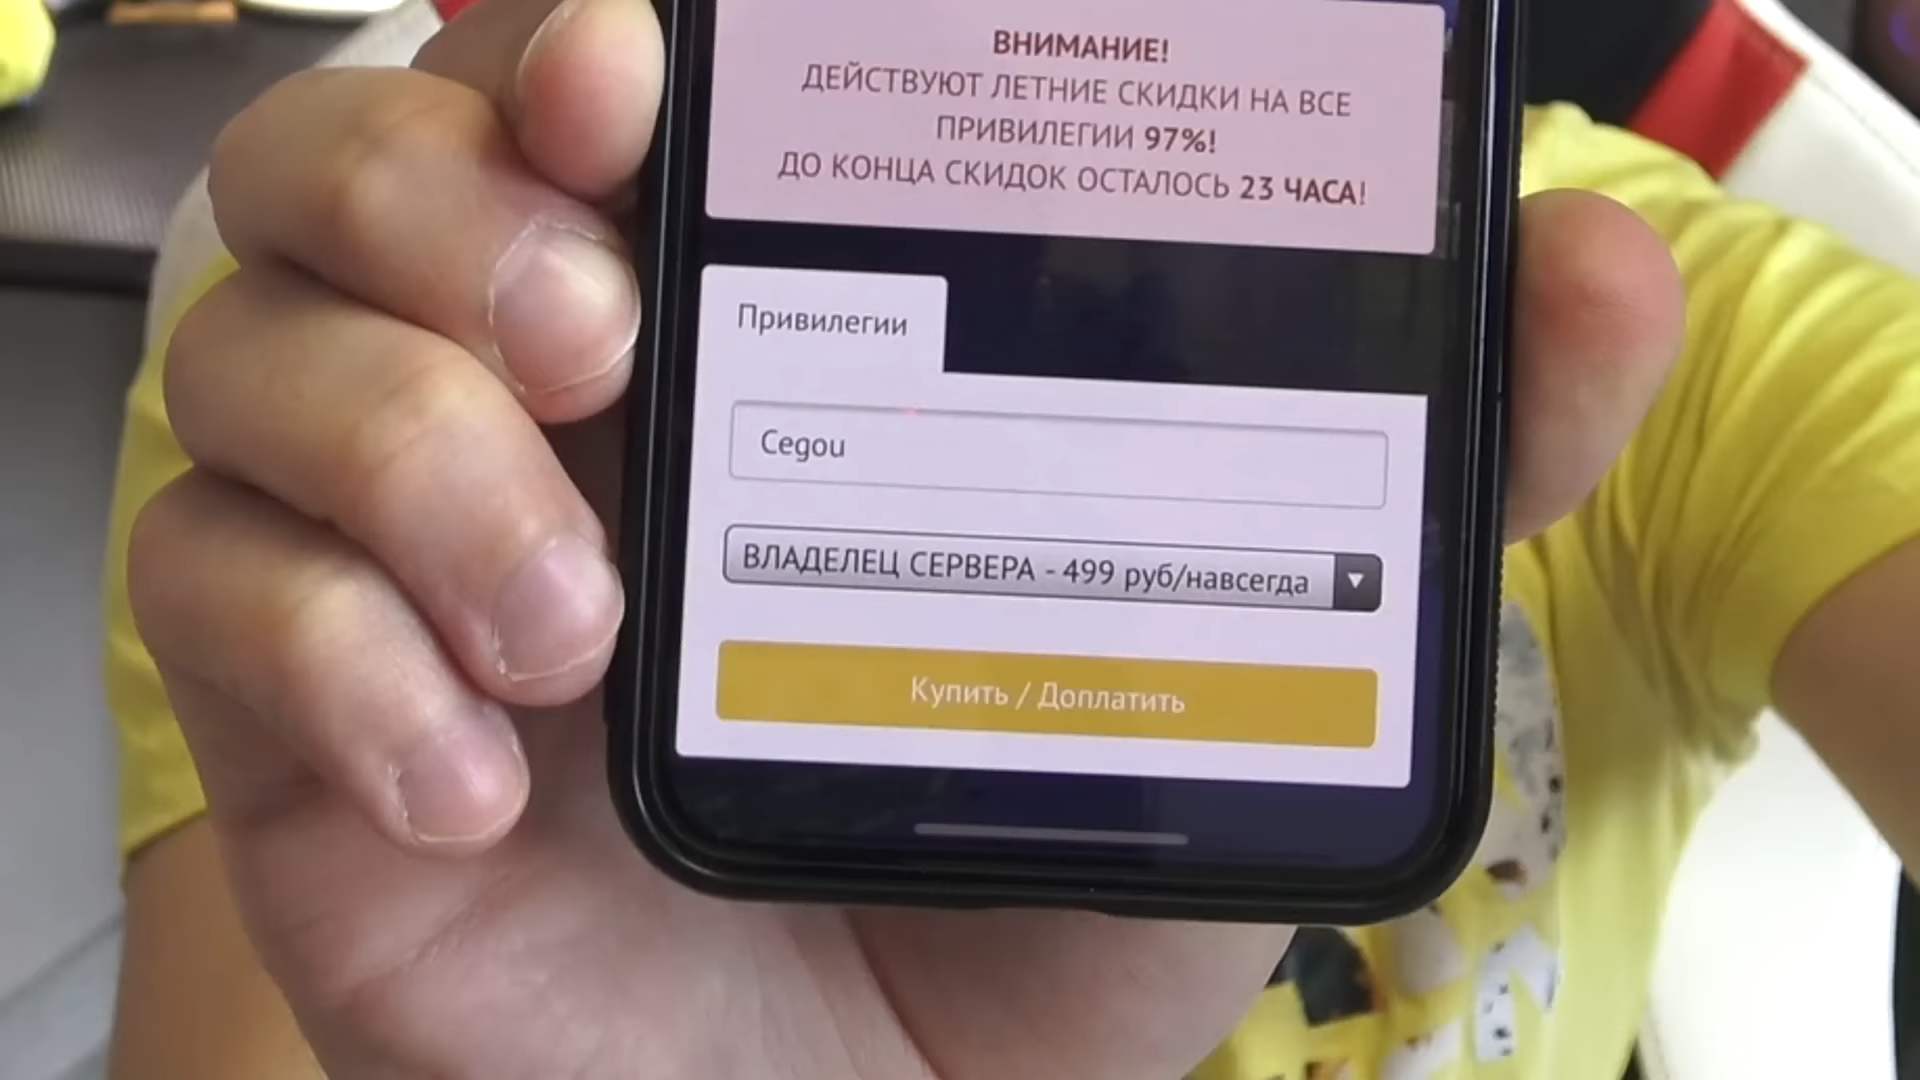 ВНИМАНИЕ!
ДЕЙСТВУЮТ ЛЕТНИЕ СКИДКИ НА ВСЕ
ПРИВИЛЕГИИ 97%!
ДО КОНЦА СКИДОК ОСТАЛОСЬ 23 ЧАСА!
Привилегии
Cegou
ВЛАДЕЛЕЦ СЕРВЕРА - 499 руб/навсегда
Купить / Доплатить